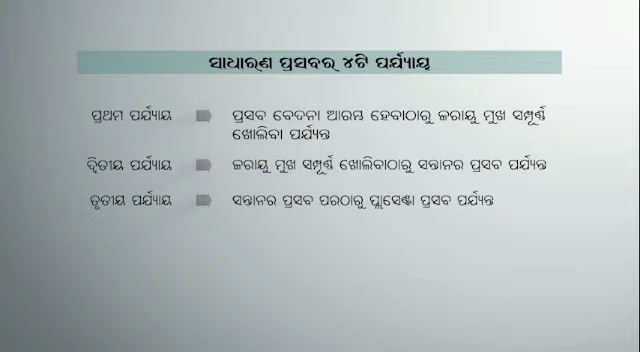 ସାଧାରଣ ପ୍ରସବର ୪ଟି ପର୍ଯ୍ୟାୟ
ପ୍ରଥମ ପର୍ଯ୍ୟାୟ ପ୍ରସବ ବେଦନା ଆରମ୍ଭ ହେବାଠାରୁ ଜରାୟୁ ମୁଖ ସମ୍ପୂର୍ଣ୍ଣ
ଖୋଲିବା ପର୍ଯ୍ୟନ୍ତ
ଦ୍ୱିତୀୟ ପର୍ଯ୍ୟାୟ ଜରାୟୁ ମୁଖ ସମ୍ପୂର୍ଣ୍ଣ ଖୋଲିବାଠାରୁ ସନ୍ତାନର ପ୍ରସବ ପର୍ଯ୍ୟନ୍ତ
ତୃତୀୟ ପର୍ଯ୍ୟାୟ ସନ୍ତାନର ପ୍ରସବ ପରଠାରୁ ପ୍ଲାସେଣ୍ଟା ପ୍ରସବ ପର୍ଯ୍ୟନ୍ତ